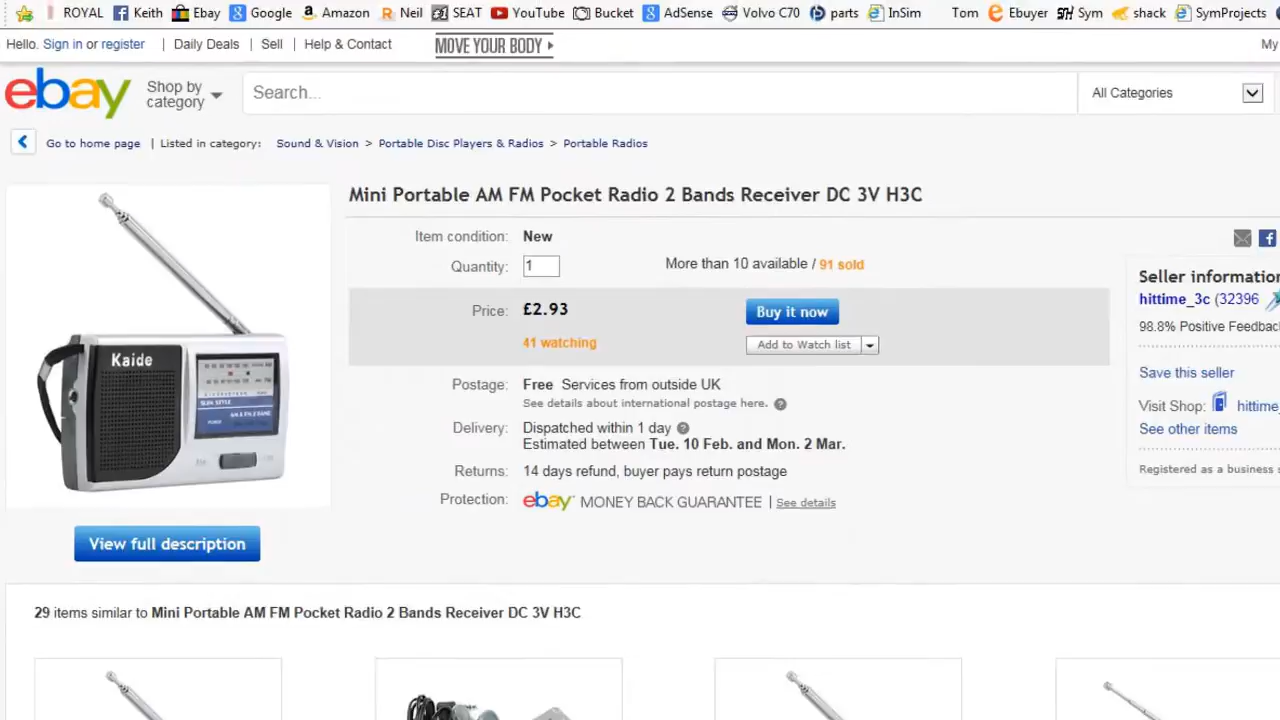 ROYAL Keith Ebay Google Amazon Neil SEAT YouTube Bucket AdSense Volvo C70 parts InSim Tom Ebuyer Sym shack SymProjects
Hello. Sign in or register | Daily Deals | Sell | Help & Contact MOVE YOUR BODY My
ebay Shop by category Search... All Categories
Go to home page | Listed in category: Sound & Vision > Portable Disc Players & Radios > Portable Radios
Mini Portable AM FM Pocket Radio 2 Bands Receiver DC 3V H3C
Item condition: New
Quantity: 1 More than 10 available / 91 sold
Price: £2.93 Buy it now
41 watching Add to Watch list
Postage: Free Services from outside UK
See details about international postage here.
Delivery: Dispatched within 1 day
Estimated between Tue. 10 Feb. and Mon. 2 Mar.
Returns: 14 days refund, buyer pays return postage
Protection: ebay MONEY BACK GUARANTEE | See details
Seller information
hittime_3c (32396
98.8% Positive Feedbac
Save this seller
Visit Shop: hittime_
See other items
Registered as a business s
Kaide
AM & FM 2 BAND
View full description
29 items similar to Mini Portable AM FM Pocket Radio 2 Bands Receiver DC 3V H3C